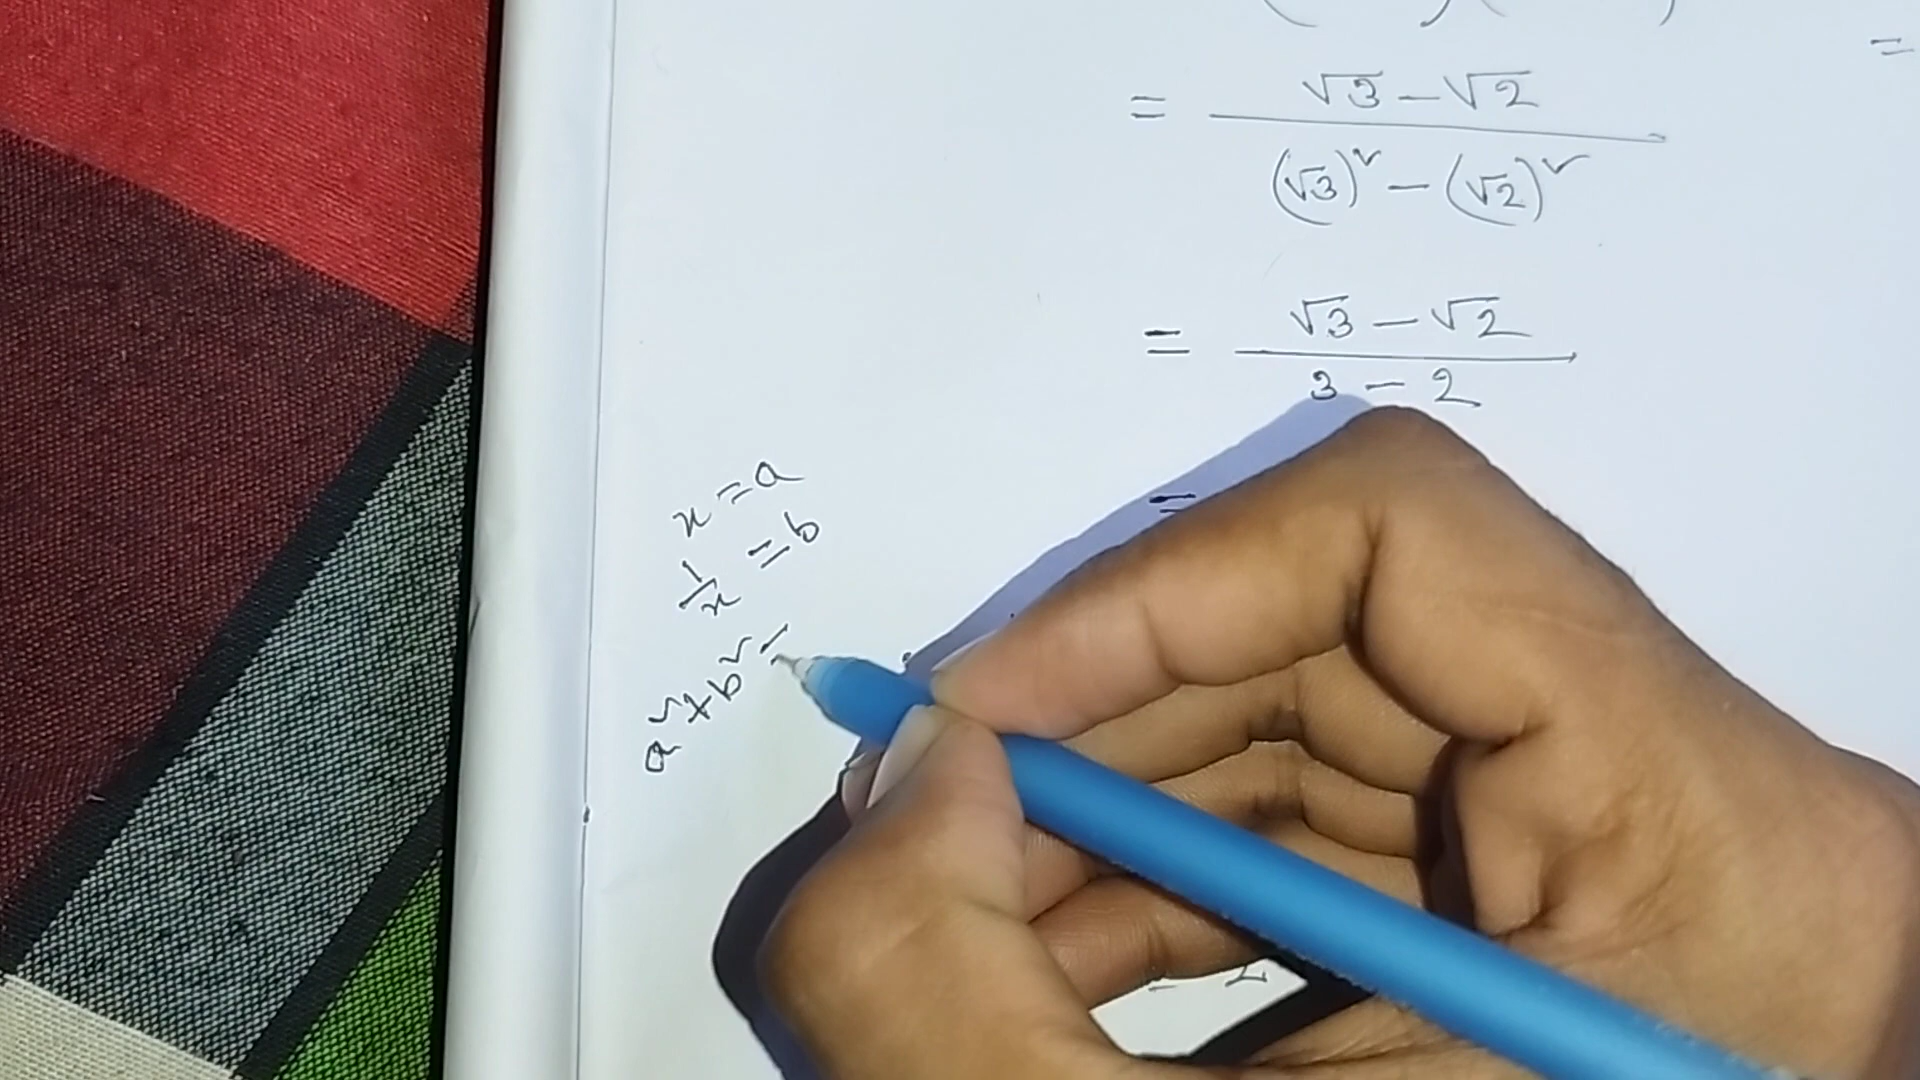 = (√3 − √2) / ((√3)² − (√2)²)
= (√3 − √2) / (3 − 2)
=
x = a
1/x = b
a² + b² =